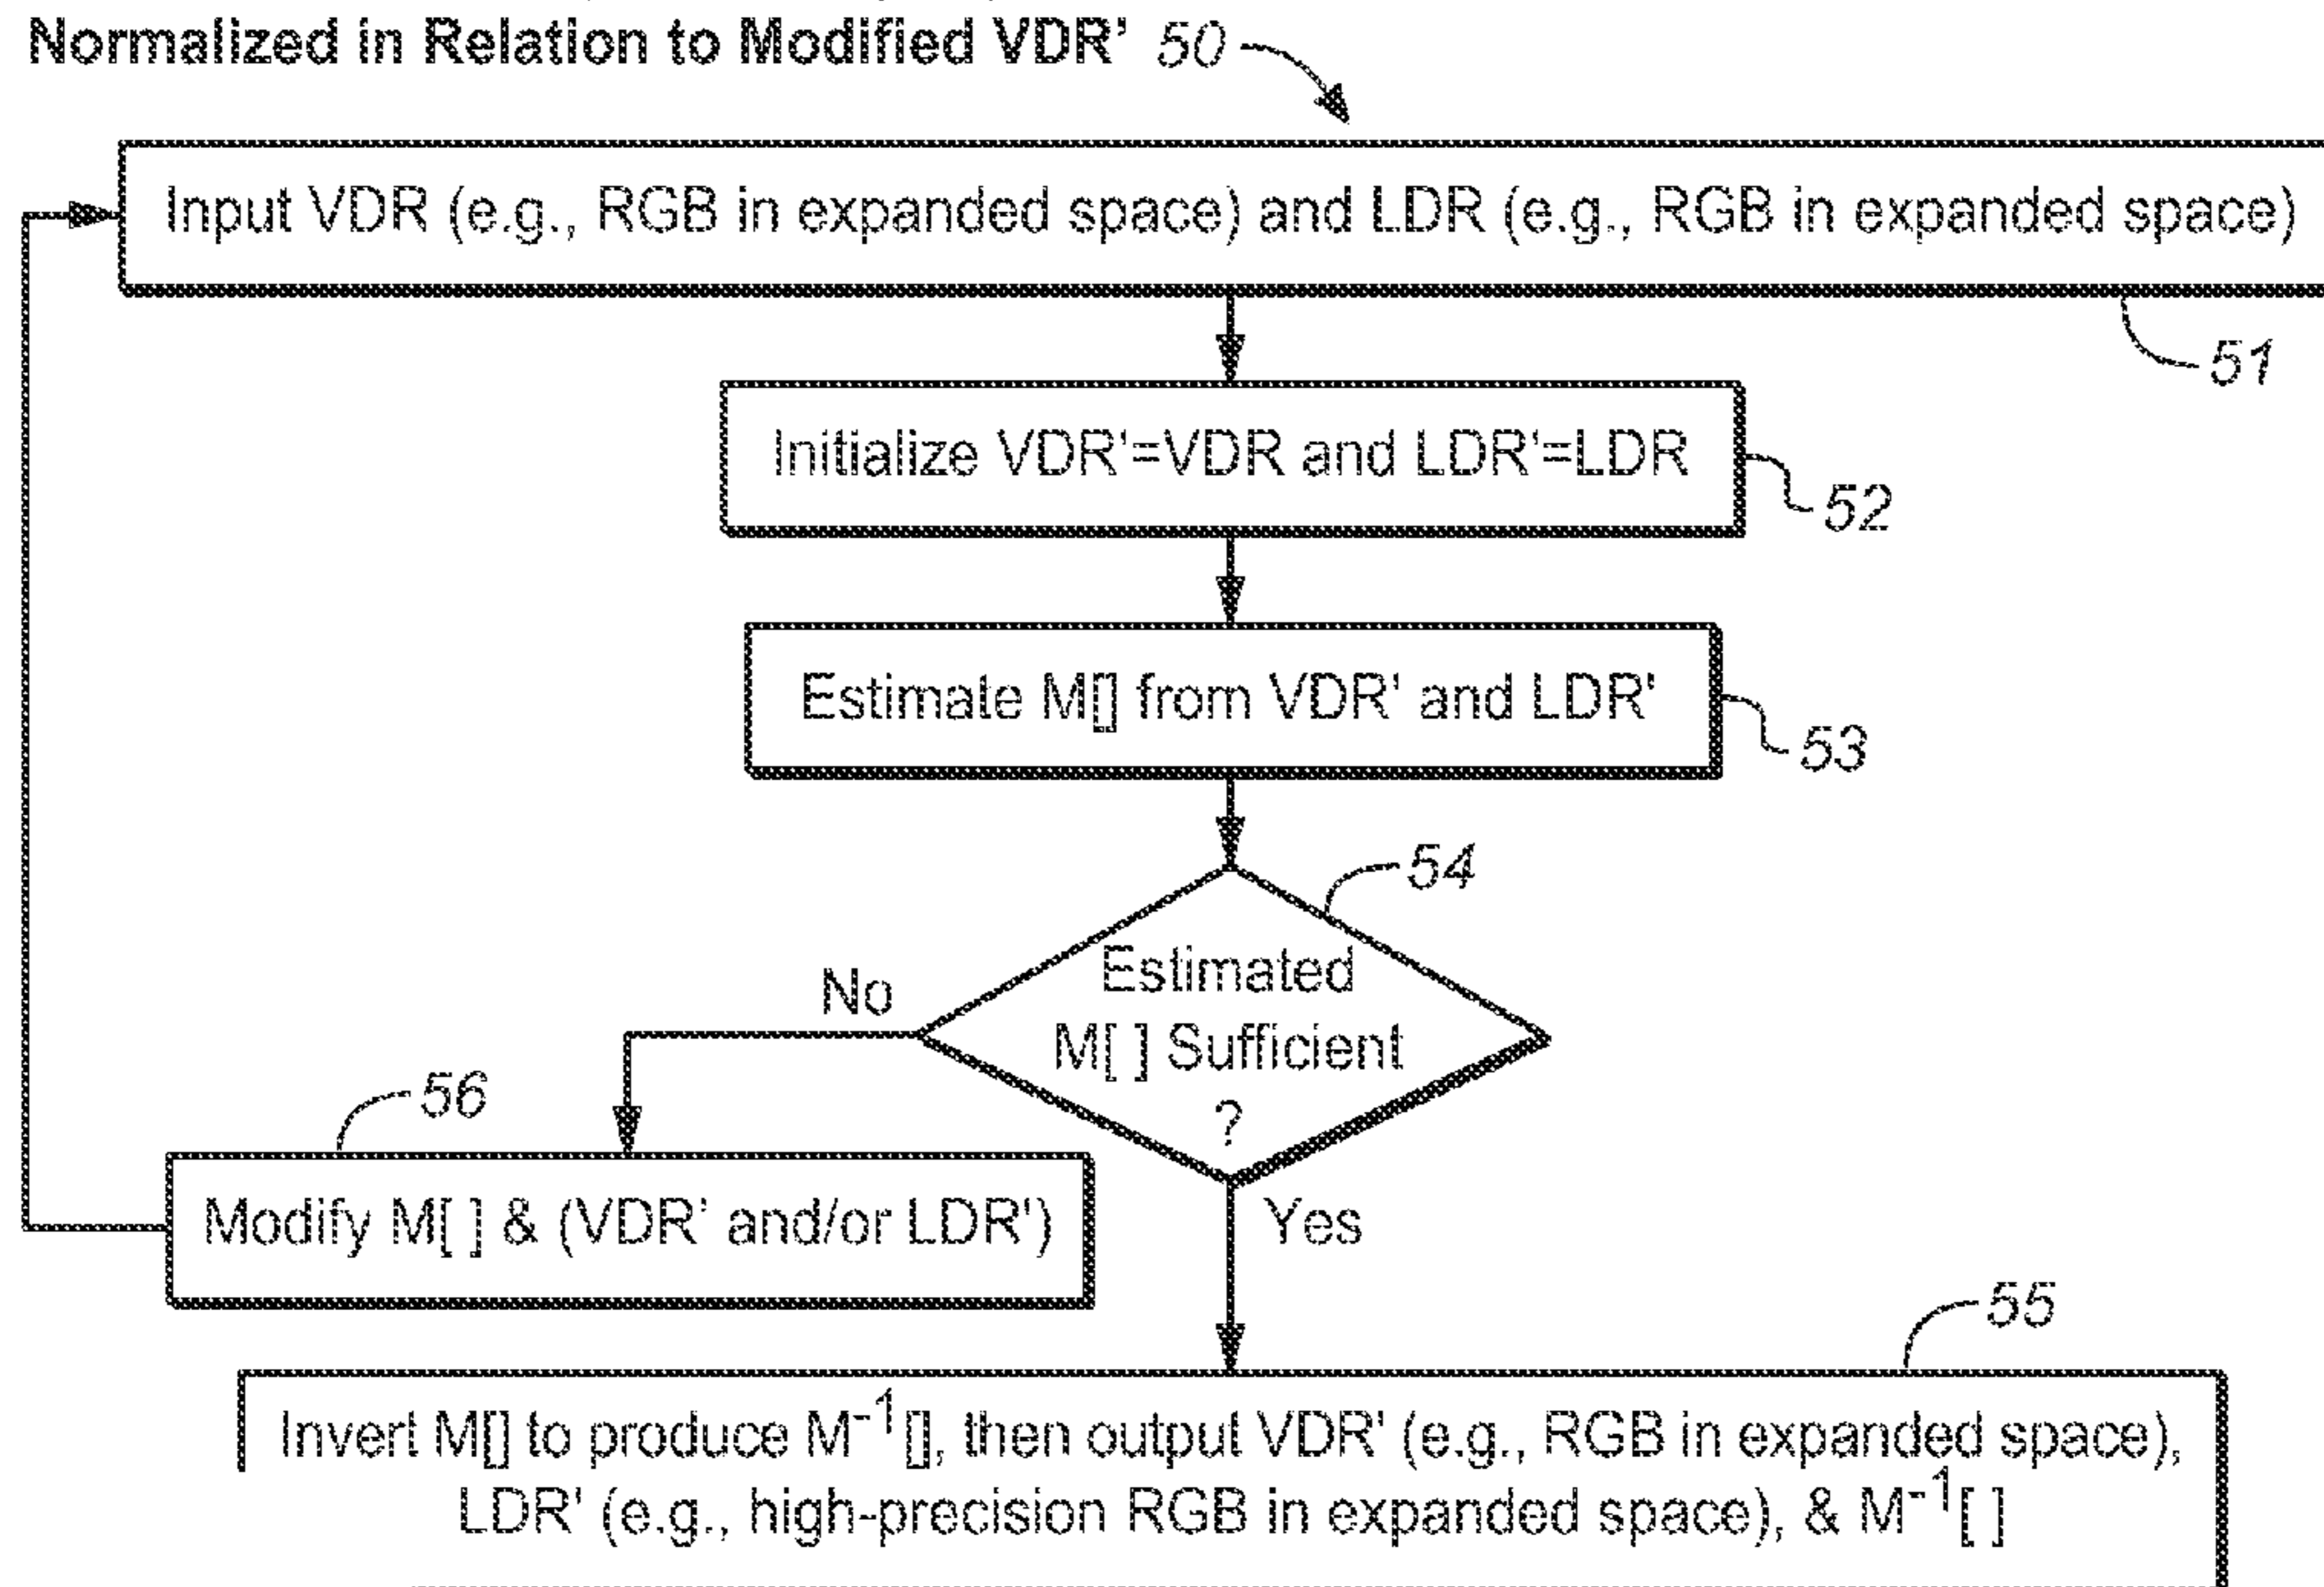 Normalized in Relation to Modified VDR' 50
Input VDR (e.g., RGB in expanded space) and LDR (e.g., RGB in expanded space)
51
Initialize VDR'=VDR and LDR'=LDR
52
Estimate M[] from VDR' and LDR'
53
54
Estimated
M[ ] Sufficient
?
No
Yes
56
Modify M[ ] & (VDR' and/or LDR')
55
Invert M[] to produce M⁻¹[], then output VDR' (e.g., RGB in expanded space),
LDR' (e.g., high-precision RGB in expanded space), & M⁻¹[ ]